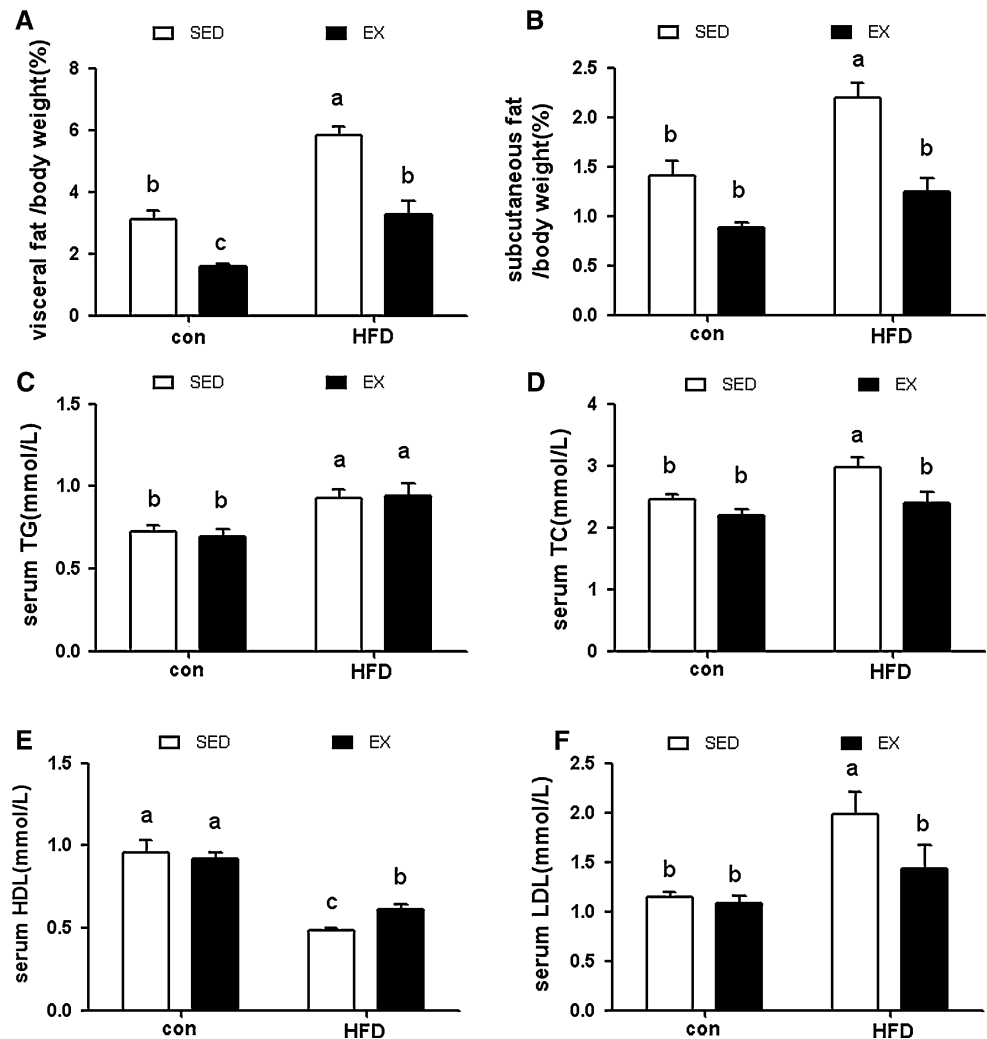 A
SED EX
visceral fat /body weight(%)
8
6
4
2
0
b
c
a
b
con HFD
B
SED EX
subcutaneous fat
/body weight(%)
2.5
2.0
1.5
1.0
0.5
0.0
b
b
a
b
con HFD
C
SED EX
serum TG(mmol/L)
1.5
1.0
0.5
0.0
b
b
a
a
con HFD
D
SED EX
serum TC(mmol/L)
4
3
2
1
0
b
b
a
b
con HFD
E
SED EX
serum HDL(mmol/L)
1.5
1.0
0.5
0.0
a
a
c
b
con HFD
F
SED EX
serum LDL(mmol/L)
2.5
2.0
1.5
1.0
0.5
0.0
b
b
a
b
con HFD